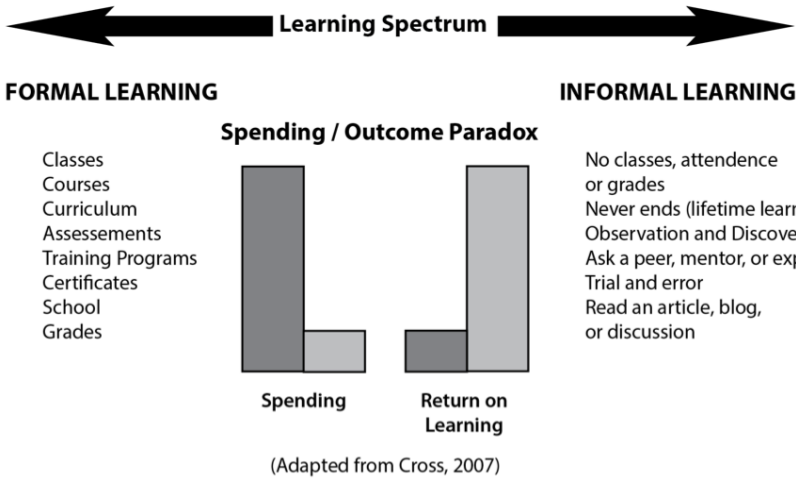 Learning Spectrum
FORMAL LEARNING
Classes
Courses
Curriculum
Assessements
Training Programs
Certificates
School
Grades
Spending / Outcome Paradox
Spending
Return on
Learning
(Adapted from Cross, 2007)
INFORMAL LEARNING
No classes, attendence
or grades
Never ends (lifetime
Observation and
Ask a peer, mentor, or
Trial and error
Read an article, blog,
or discussion